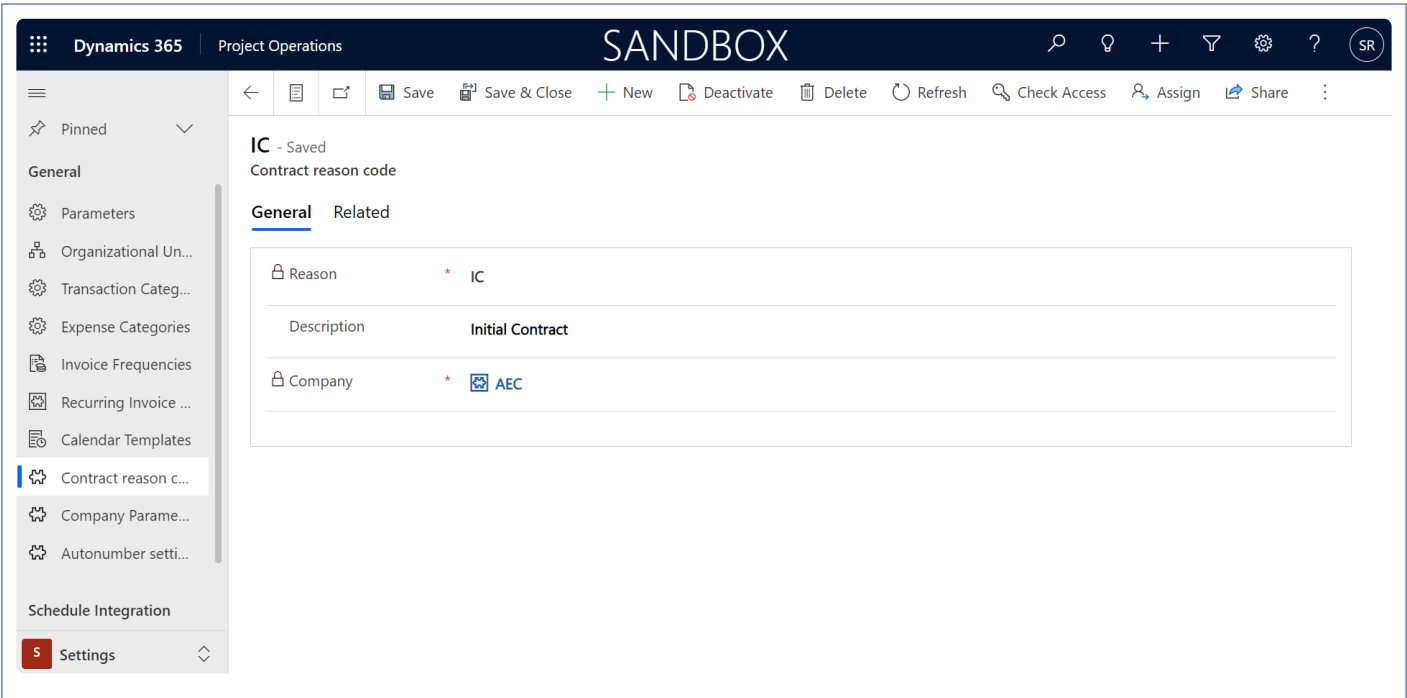 Dynamics 365 Project Operations SANDBOX ? SR
Save Save & Close New Deactivate Delete Refresh Check Access Assign Share
Pinned
General
Parameters
Organizational Un...
Transaction Categ...
Expense Categories
Invoice Frequencies
Recurring Invoice ...
Calendar Templates
Contract reason c...
Company Parame...
Autonumber setti...
Schedule Integration
S Settings
IC - Saved
Contract reason code
General Related
Reason * IC
Description Initial Contract
Company * AEC